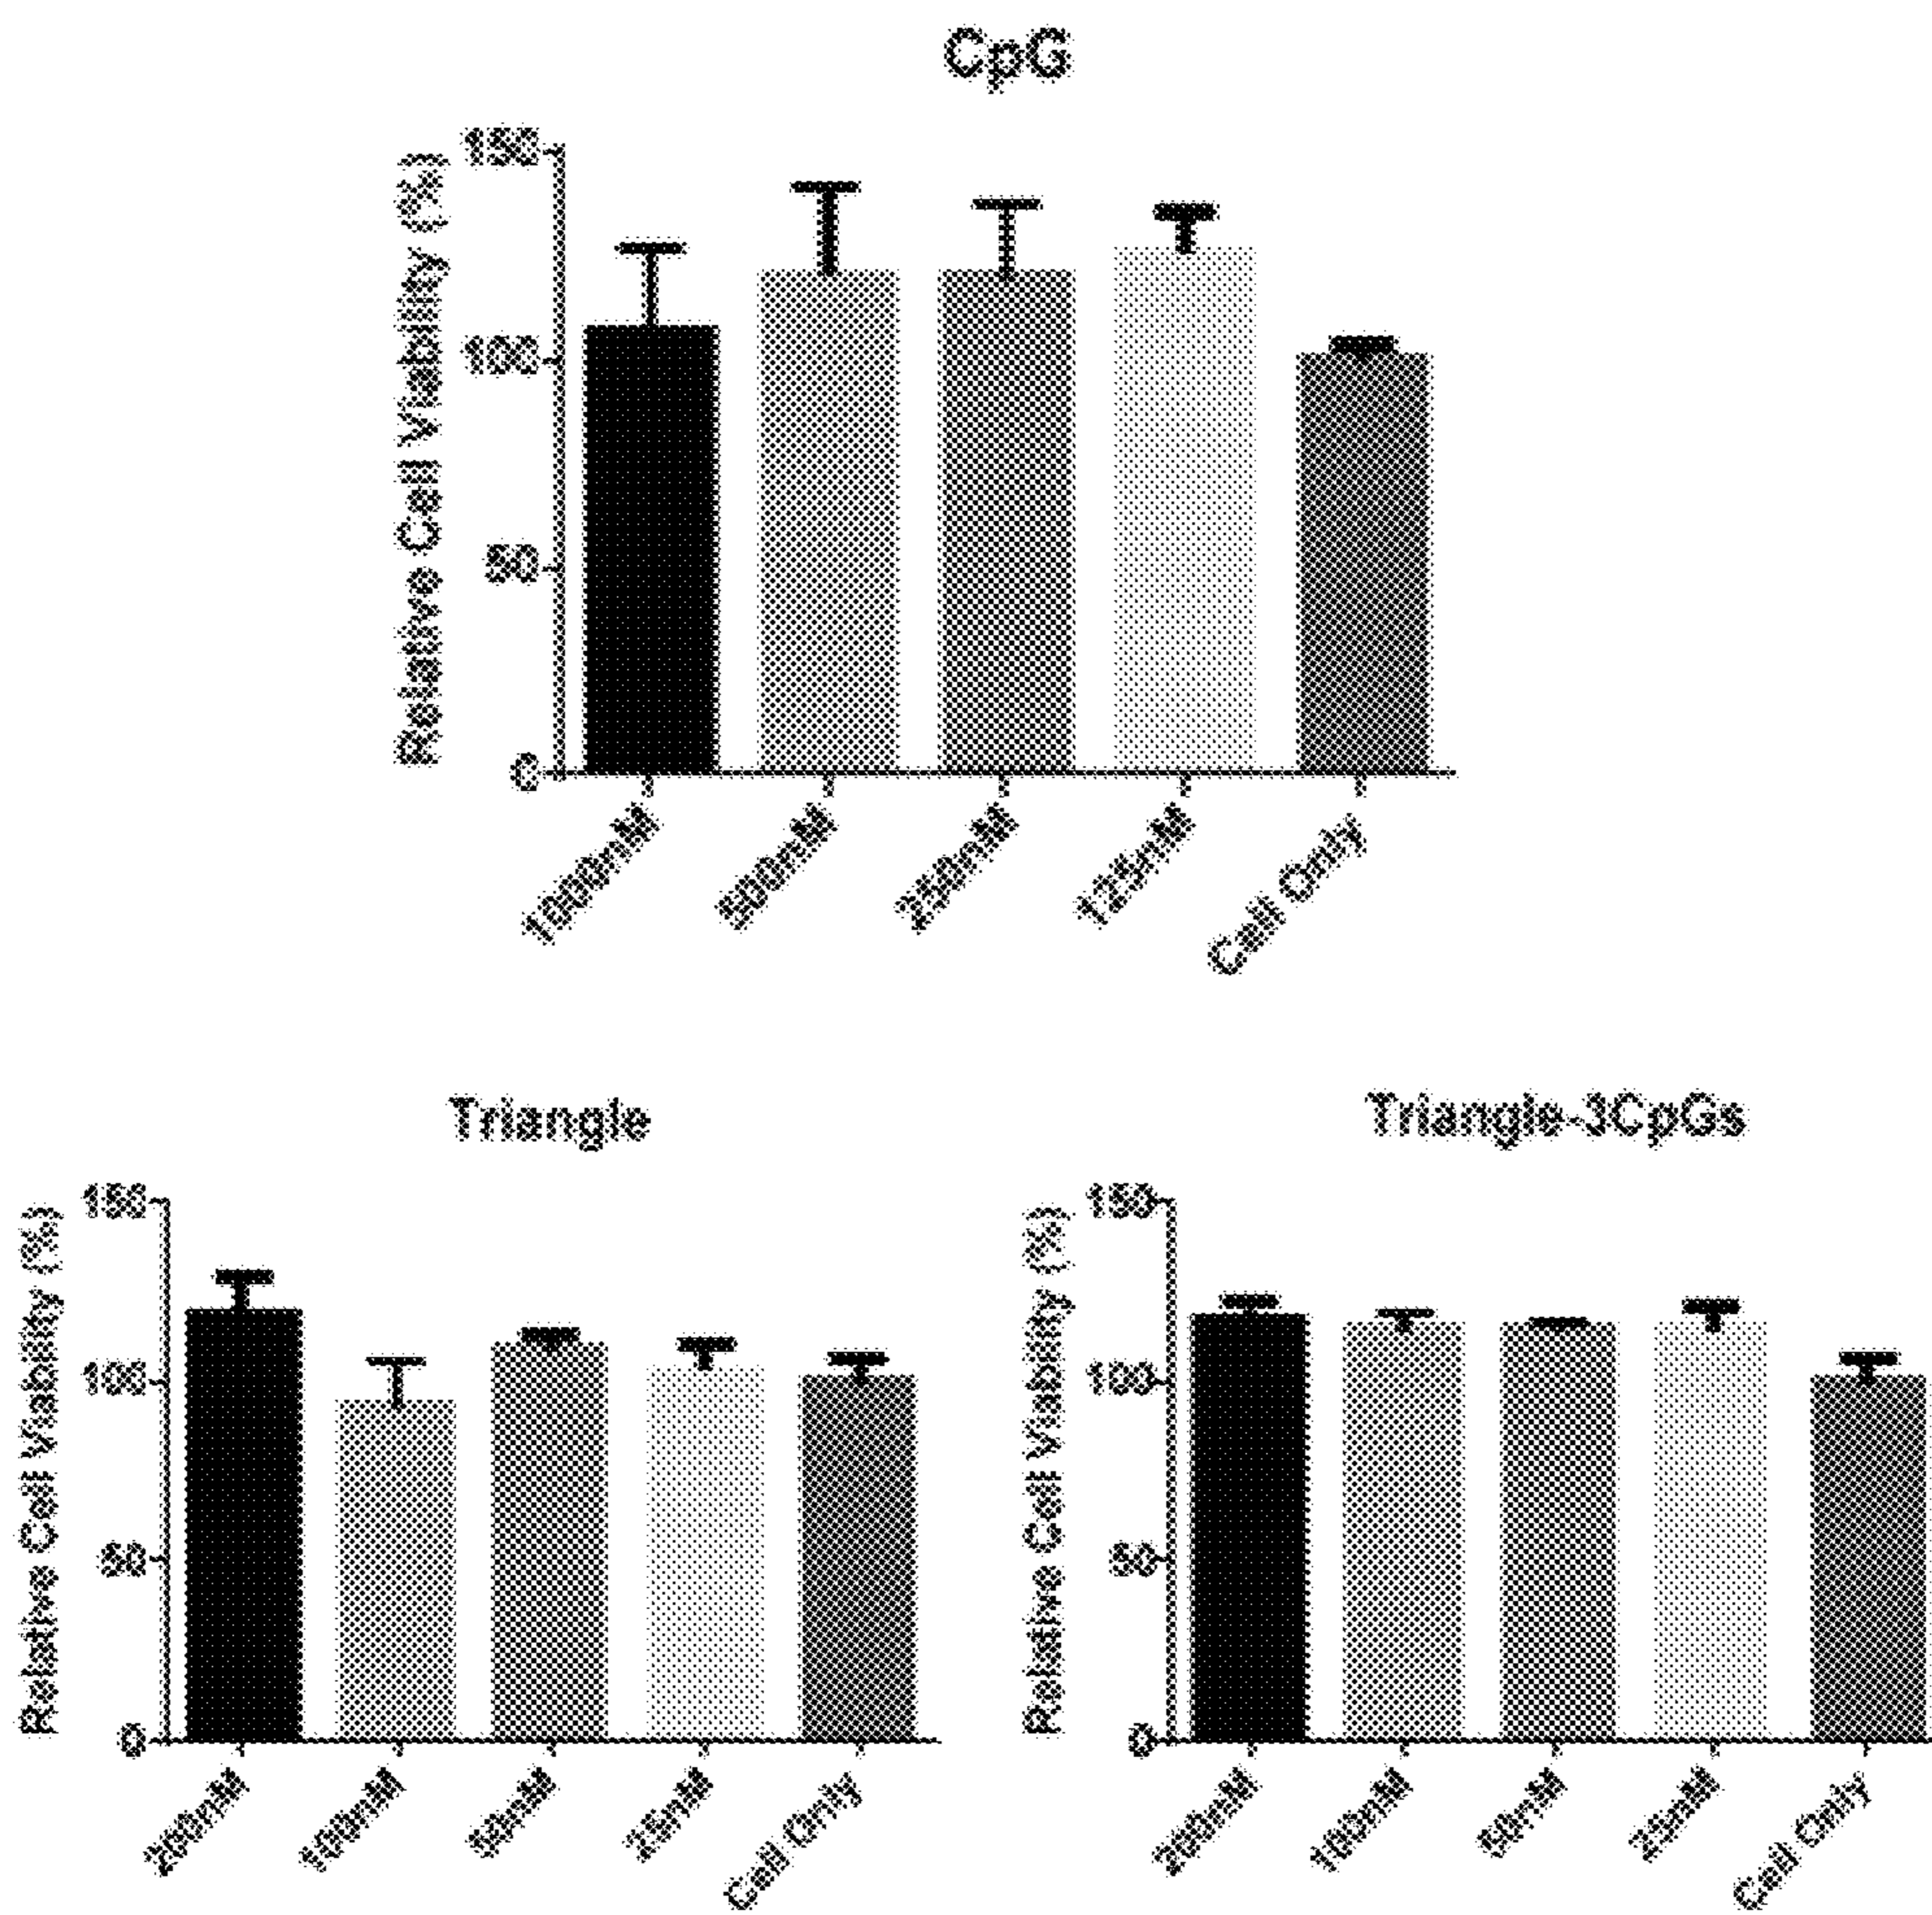 CpG
Relative Cell Viability (%)
150
100
50
0
1000nM
500nM
250nM
125nM
Cell Only
Triangle
Relative Cell Viability (%)
150
100
50
0
200nM
100nM
50nM
25nM
Cell Only
Triangle-3CpGs
Relative Cell Viability (%)
150
100
50
0
200nM
100nM
50nM
25nM
Cell Only